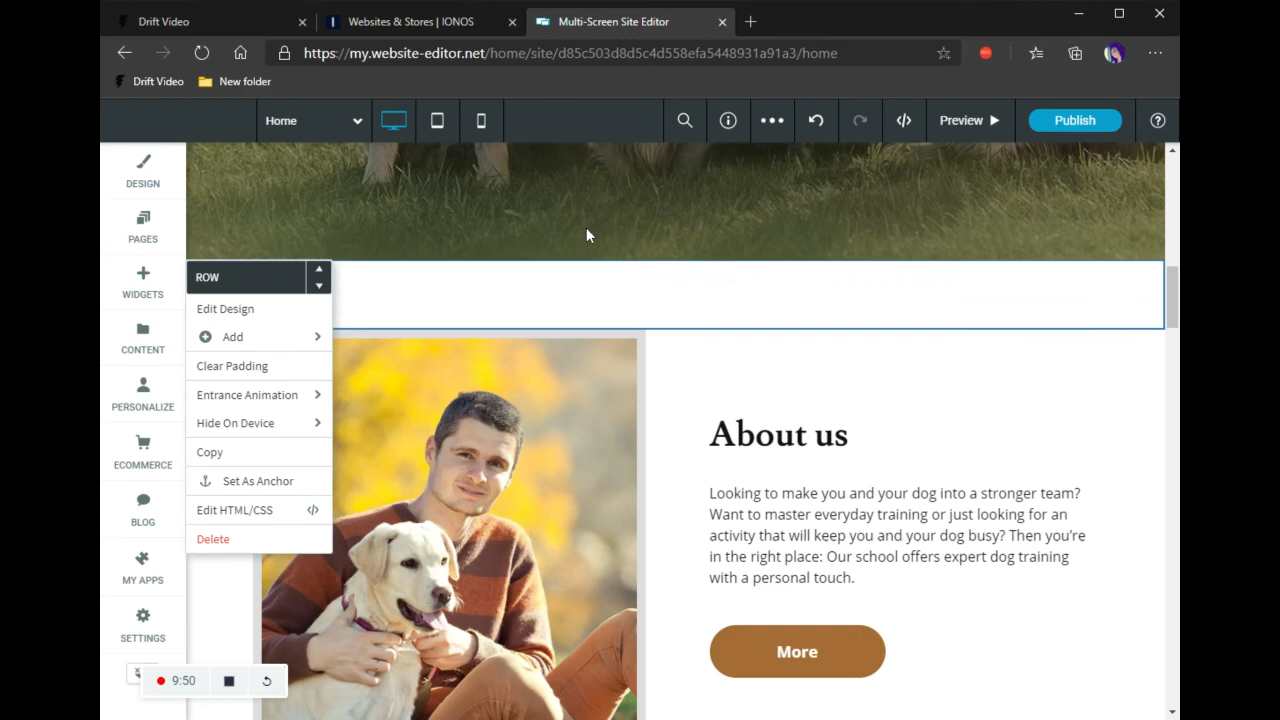 Drift Video
Websites & Stores | IONOS
Multi-Screen Site Editor
https://my.website-editor.net/home/site/d85c503d8d5c4d558efa5448931a91a3/home
Drift Video
New folder
Home
Preview
Publish
DESIGN
PAGES
WIDGETS
CONTENT
PERSONALIZE
ECOMMERCE
BLOG
MY APPS
SETTINGS
ROW
Edit Design
Add
Clear Padding
Entrance Animation
Hide On Device
Copy
Set As Anchor
Edit HTML/CSS
Delete
About us
Looking to make you and your dog into a stronger team?
Want to master everyday training or just looking for an
activity that will keep you and your dog busy? Then you’re
in the right place: Our school offers expert dog training
with a personal touch.
More
9:50